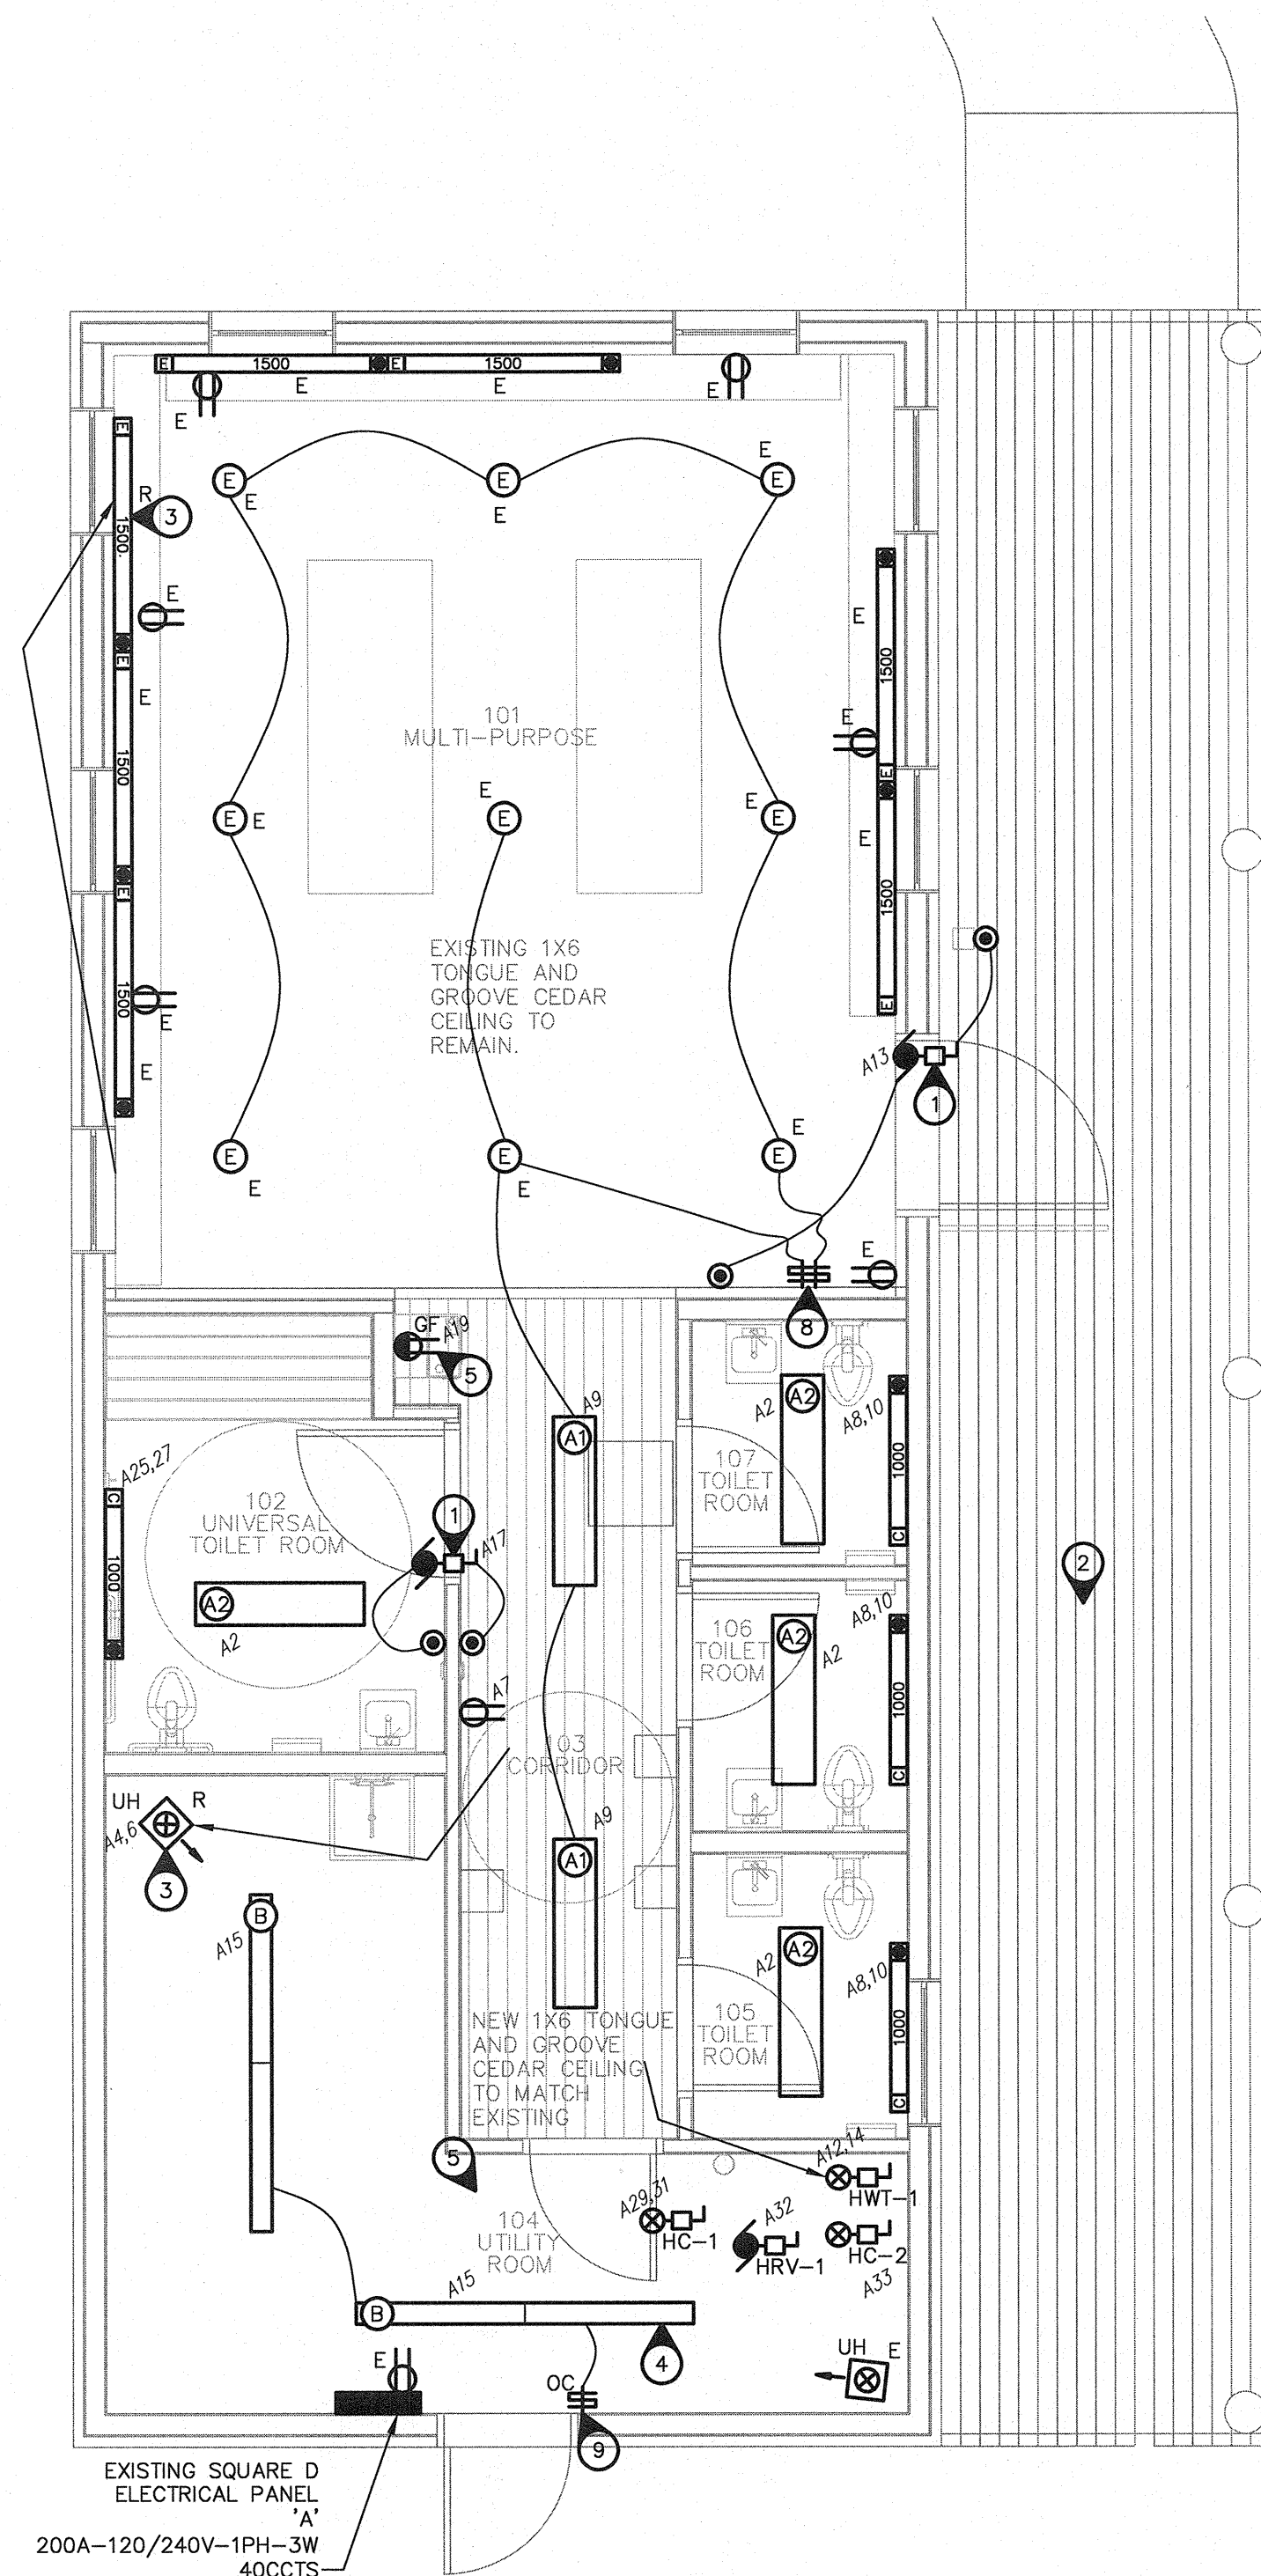 1500
1500
E
E
E
E
E
E
E
E
E
E
R
3
1500
E
E
E
E
E
E
E
E
1500
E
1500
E
1500
101
MULTI-PURPOSE
E
E
E
E
E
E
E
E
E
E
1500
E
1500
E
EXISTING 1X6
TONGUE AND
GROOVE CEDAR
CEILING TO
REMAIN.
E
E
A13
1
E
E
E
E
E
E
E
8
GF
A19
5
A9
A1
A2
A2
A8,10
1000
C
107
TOILET
ROOM
A25,27
C
1000
102
UNIVERSAL
TOILET ROOM
1
A17
A2
A2
2
A8,10
106
TOILET
ROOM
A2
A2
1000
C
A7
103
CORRIDOR
UH
R
A4,6
3
A9
A1
B
A15
A2
A2
A8,10
1000
C
105
TOILET
ROOM
NEW 1X6 TONGUE
AND GROOVE
CEDAR CEILING
TO MATCH
EXISTING
5
A12,14
HWT-1
A29,31
HC-1
A32
HRV-1
HC-2
A33
104
UTILITY
ROOM
A15
B
4
E
UH
E
OC
9
EXISTING SQUARE D
ELECTRICAL PANEL
'A'
200A-120/240V-1PH-3W
40CCTS